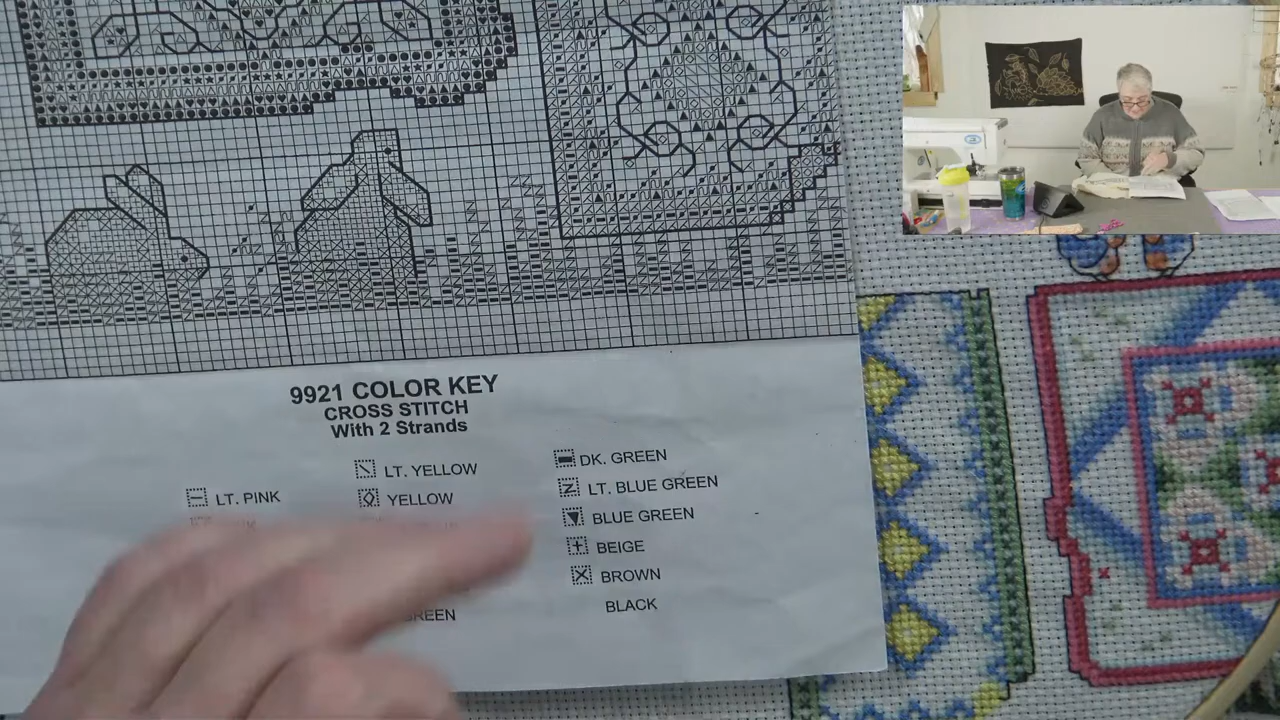 9921 COLOR KEY
CROSS STITCH
With 2 Strands
LT. PINK
LT. YELLOW
YELLOW
DK. GREEN
LT. BLUE GREEN
BLUE GREEN
BEIGE
BROWN
BLACK